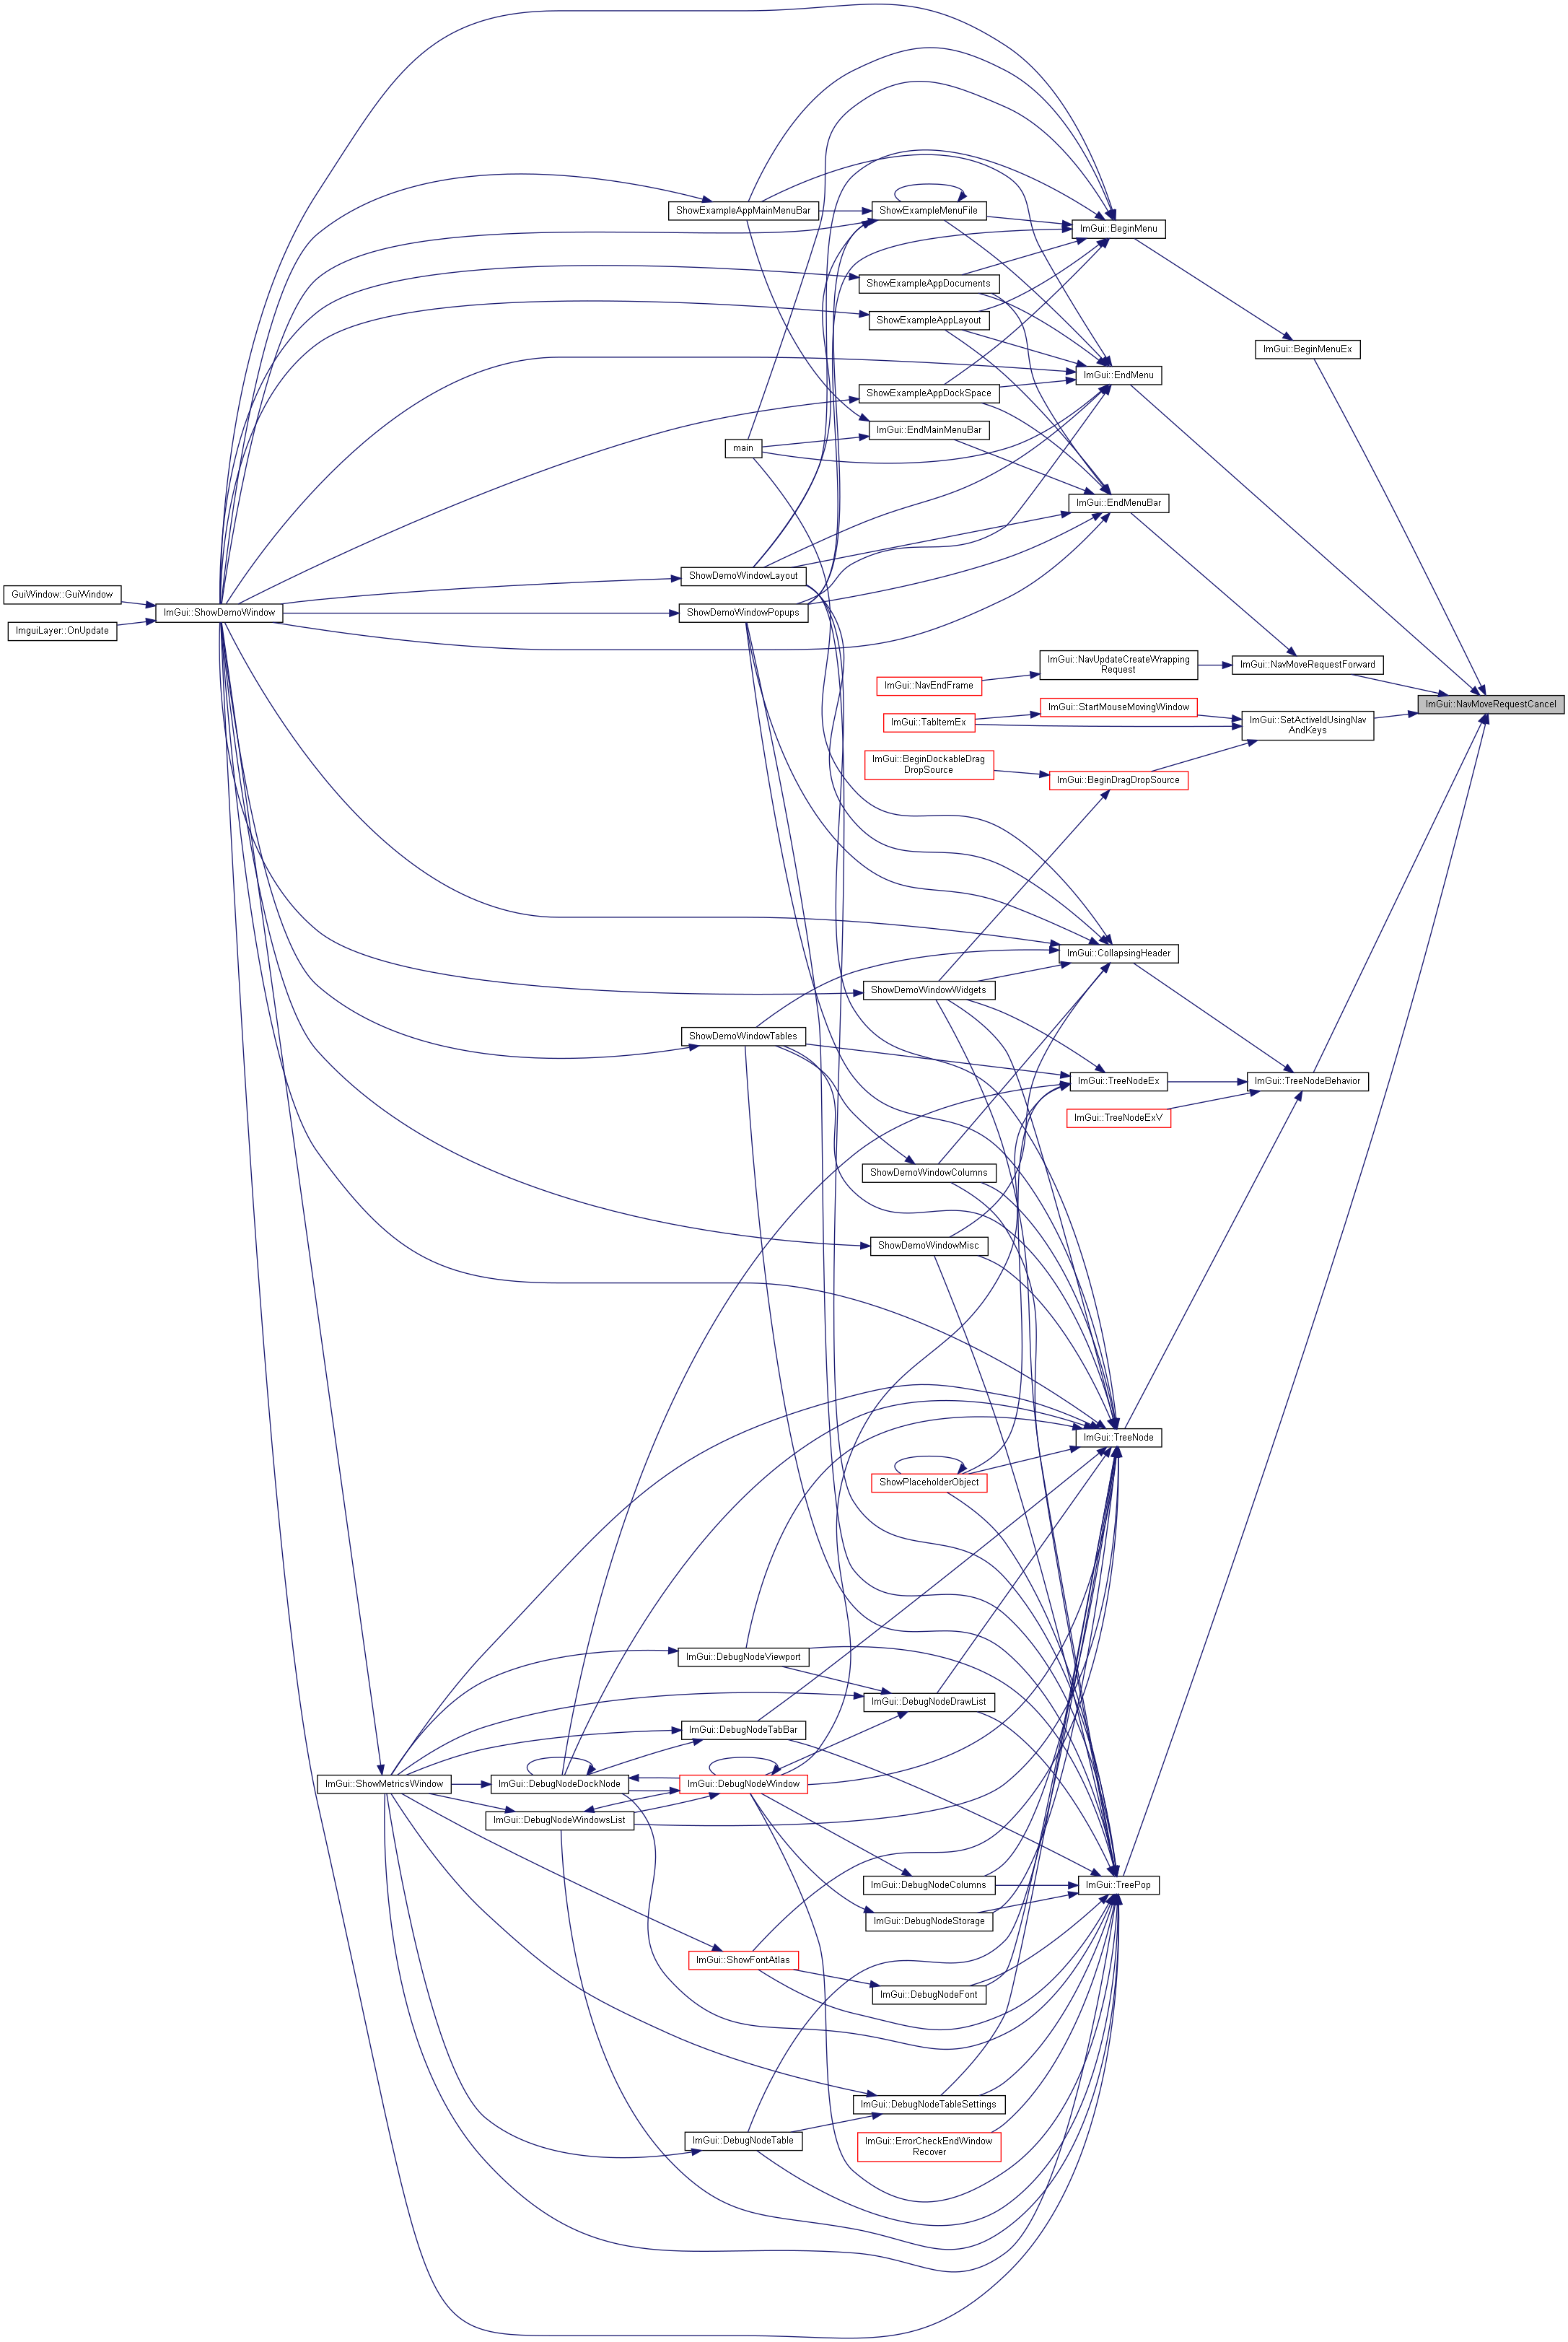 ShowExampleAppMainMenuBar
ShowExampleMenuFile
ImGui::BeginMenu
ShowExampleAppDocuments
ShowExampleAppLayout
ImGui::BeginMenuEx
ImGui::EndMenu
ShowExampleAppDockSpace
ImGui::EndMainMenuBar
main
ImGui::EndMenuBar
ShowDemoWindowLayout
GuiWindow::GuiWindow
ImGui::ShowDemoWindow
ShowDemoWindowPopups
ImguiLayer::OnUpdate
ImGui::NavUpdateCreateWrapping
Request
ImGui::NavMoveRequestForward
ImGui::NavEndFrame
ImGui::StartMouseMovingWindow
ImGui::NavMoveRequestCancel
ImGui::TabItemEx
ImGui::SetActiveIdUsingNav
AndKeys
ImGui::BeginDockableDrag
DropSource
ImGui::BeginDragDropSource
ImGui::CollapsingHeader
ShowDemoWindowWidgets
ShowDemoWindowTables
ImGui::TreeNodeEx
ImGui::TreeNodeBehavior
ImGui::TreeNodeExV
ShowDemoWindowColumns
ShowDemoWindowMisc
ImGui::TreeNode
ShowPlaceholderObject
ImGui::DebugNodeViewport
ImGui::DebugNodeDrawList
ImGui::DebugNodeTabBar
ImGui::ShowMetricsWindow
ImGui::DebugNodeDockNode
ImGui::DebugNodeWindow
ImGui::DebugNodeWindowsList
ImGui::DebugNodeColumns
ImGui::TreePop
ImGui::DebugNodeStorage
ImGui::ShowFontAtlas
ImGui::DebugNodeFont
ImGui::DebugNodeTableSettings
ImGui::DebugNodeTable
ImGui::ErrorCheckEndWindow
Recover